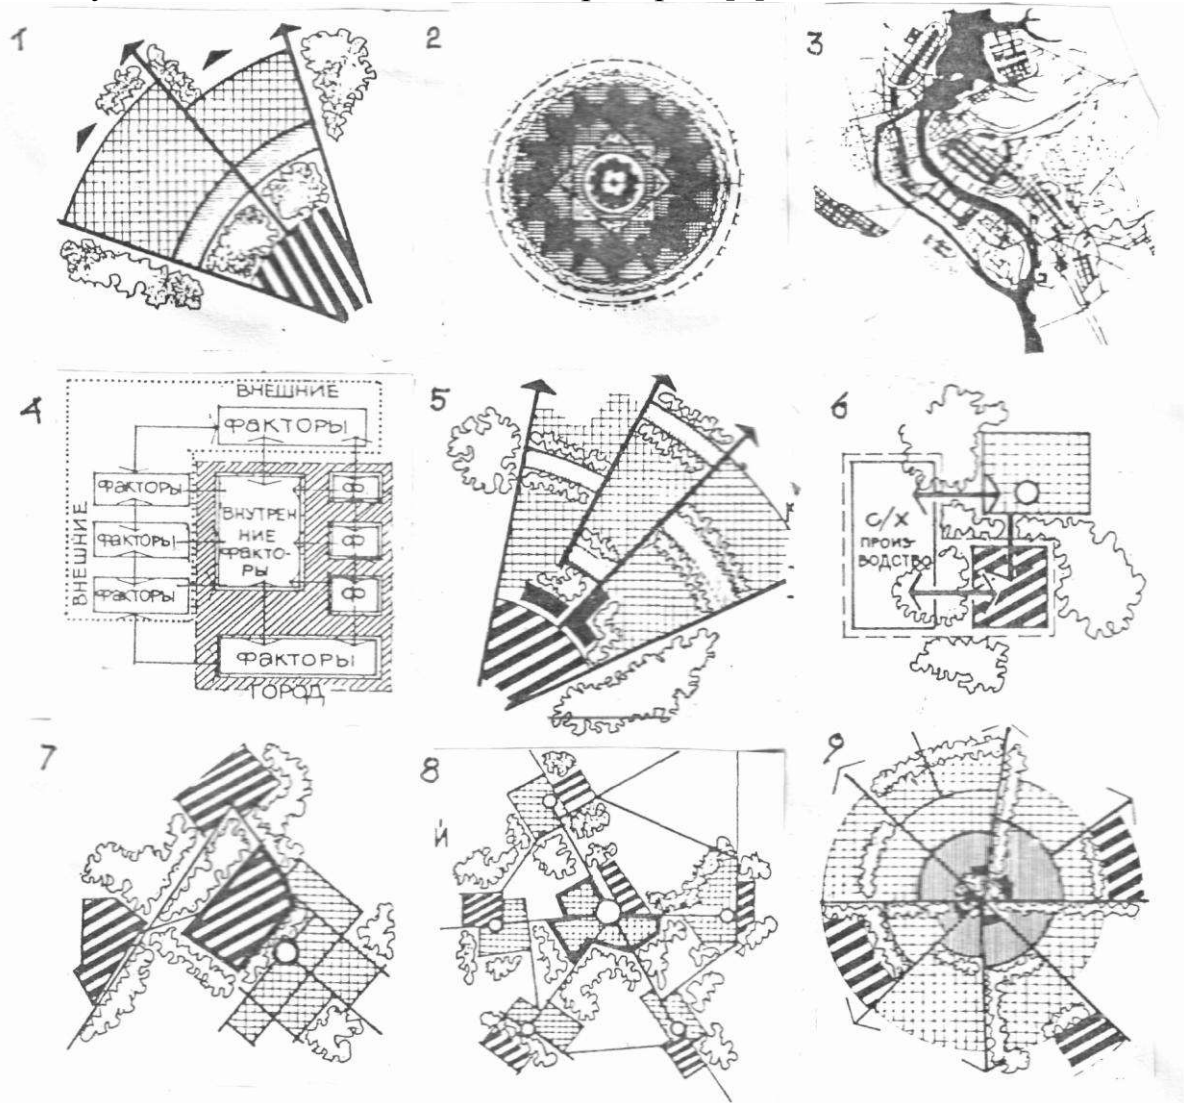 1
2
3
4
ВНЕШНИЕ
ФАКТОРЫ
ВНЕШНИЕ
ФАКТОРЫ
ФАКТОРЫ
ФАКТОРЫ
ВНУТРЕН
НИЕ
ФАКТО-
РЫ
ФАКТОРЫ
ГОРОД
5
6
С/Х
ПРОИЗ-
ВОДСТВО
7
8
Й
9